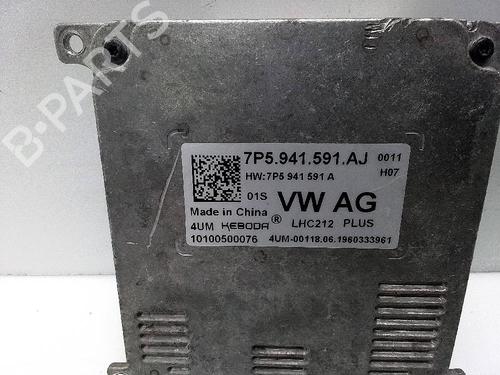 B-PARTS
7P5.941.591.AJ 0011
HW:7P5 941 591 A H07
01S VW AG
Made in China
4UM KEBODA® LHC212 PLUS
10100500076 4UM-00118.06.1960333961